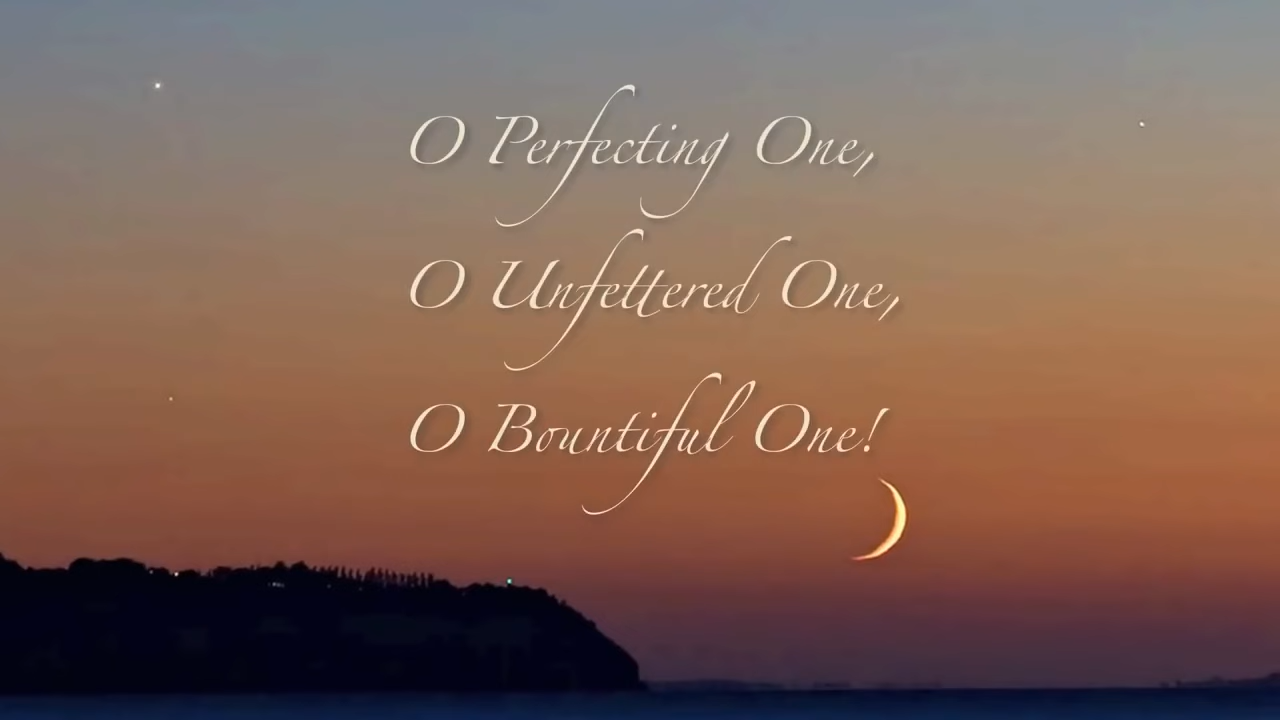 O Perfecting One,
O Unfettered One,
O Bountiful One!